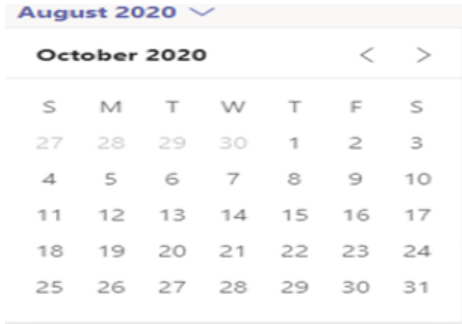 August 2020
October 2020 < >
S M T W T F S
27 28 29 30 1 2 3
4 5 6 7 8 9 10
11 12 13 14 15 16 17
18 19 20 21 22 23 24
25 26 27 28 29 30 31